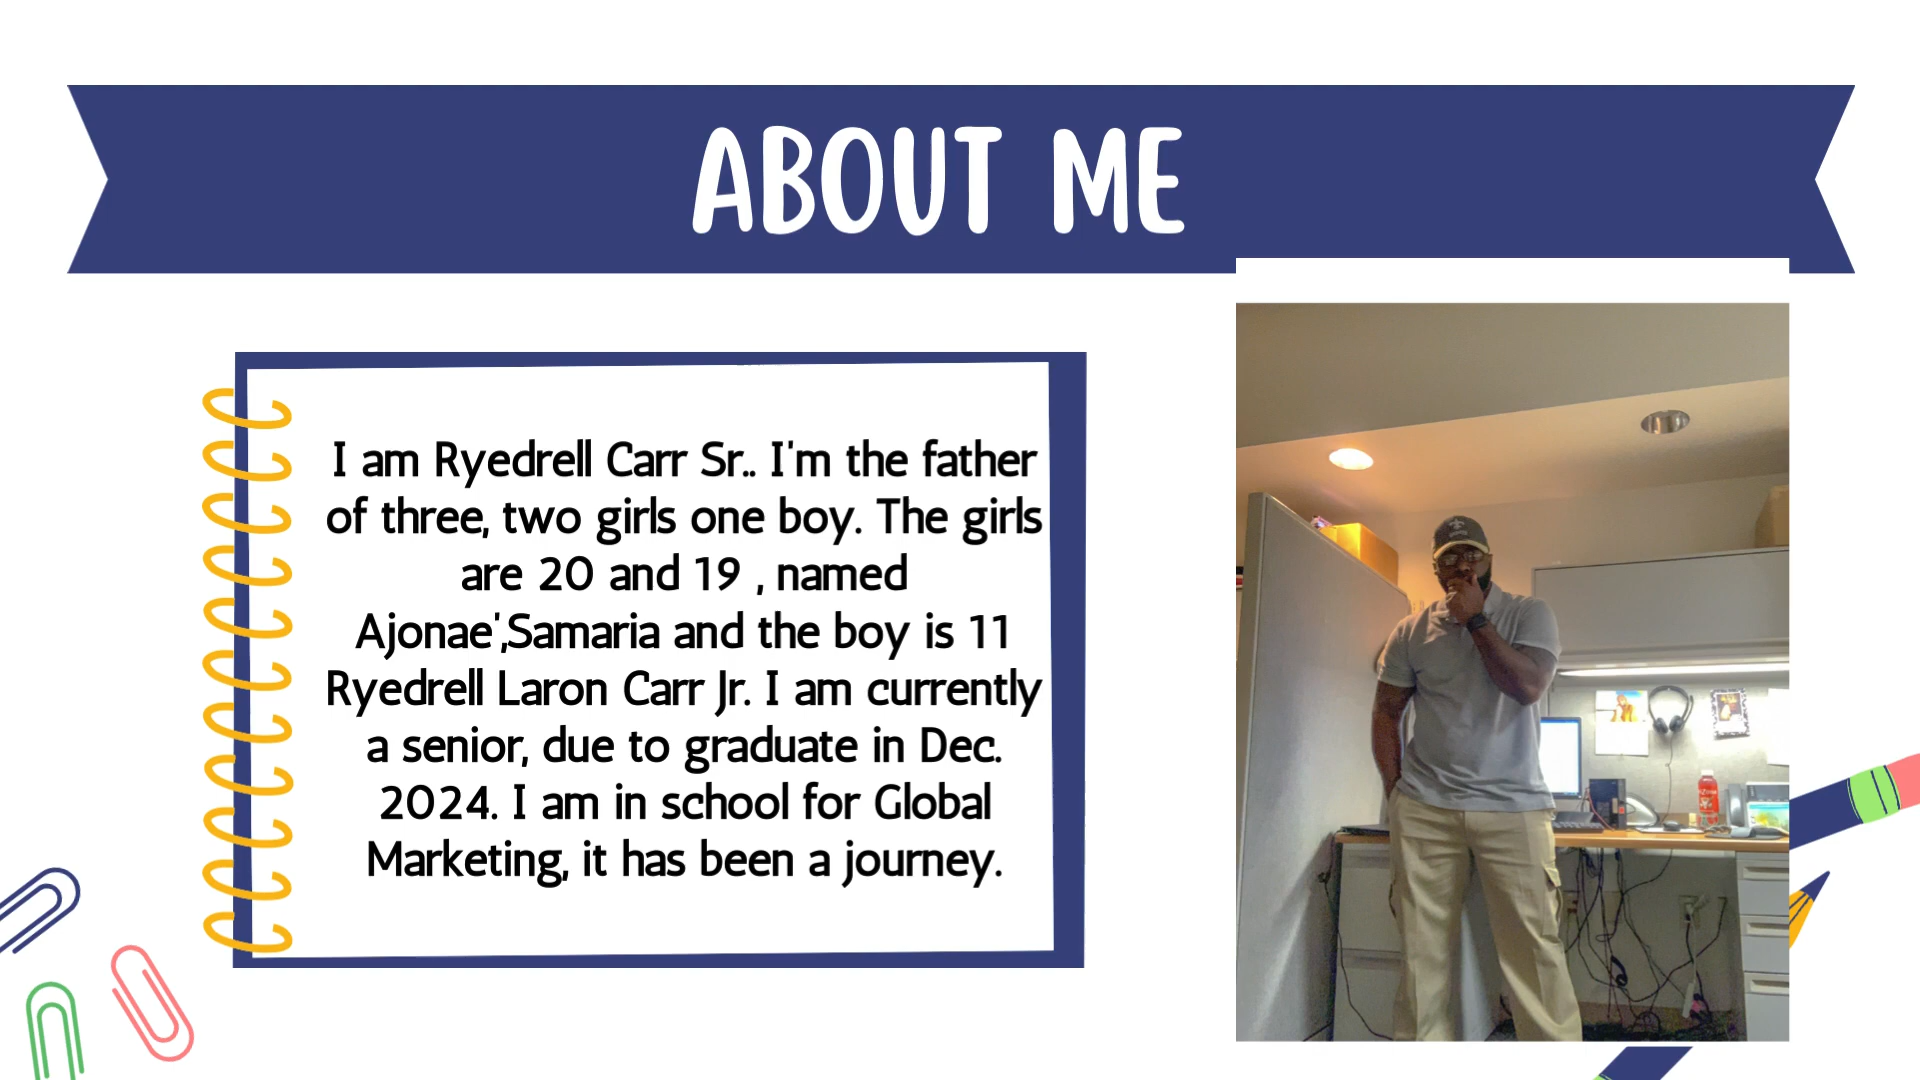 ABOUT ME
I am Ryedrell Carr Sr.. I'm the father
of three, two girls one boy. The girls
are 20 and 19 , named
Ajonae',Samaria and the boy is 11
Ryedrell Laron Carr Jr. I am currently
a senior, due to graduate in Dec.
2024. I am in school for Global
Marketing, it has been a journey.